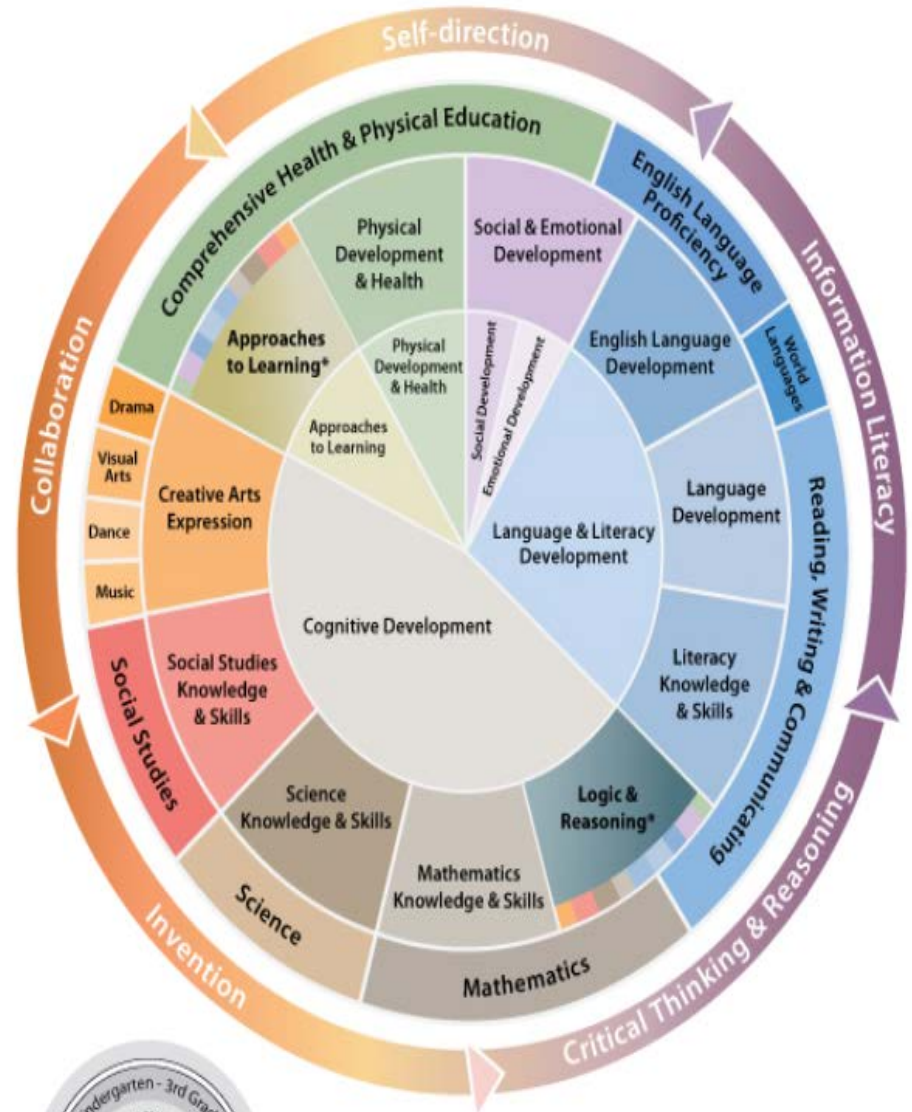 Self-direction
Information Literacy
Critical Thinking & Reasoning
Invention
Collaboration
Comprehensive Health & Physical Education
English Language
Proficiency
World
Languages
Reading, Writing & Communicating
Mathematics
Science
Social Studies
Music
Dance
Visual
Arts
Drama
Physical
Development
& Health
Social & Emotional
Development
English Language
Development
Language
Development
Literacy
Knowledge
& Skills
Logic &
Reasoning*
Mathematics
Knowledge & Skills
Science
Knowledge & Skills
Social Studies
Knowledge
& Skills
Creative Arts
Expression
Approaches
to Learning*
Physical
Development
& Health
Social Development
Emotional Development
Language & Literacy
Development
Cognitive Development
Approaches
to Learning